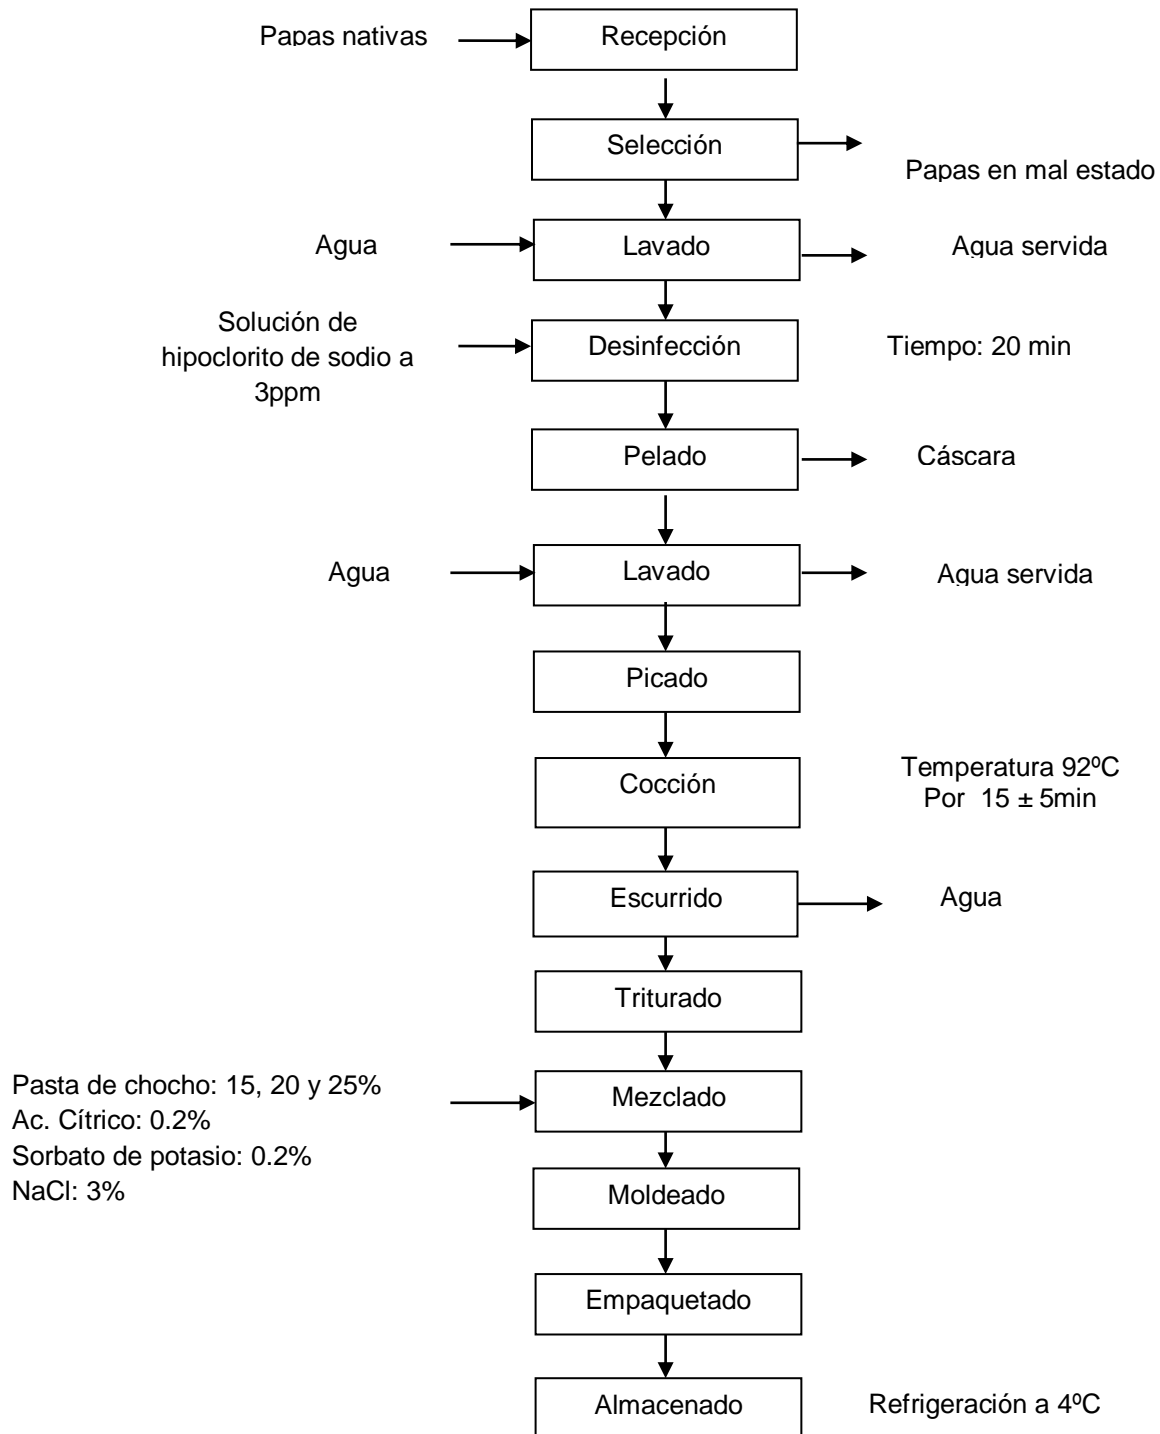 Papas nativas
Recepción
Selección
Papas en mal estado
Agua
Lavado
Agua servida
Solución de
hipoclorito de sodio a
3ppm
Desinfección
Tiempo: 20 min
Pelado
Cáscara
Agua
Lavado
Agua servida
Picado
Cocción
Temperatura 92ºC
Por 15 ± 5min
Escurrido
Agua
Triturado
Pasta de chocho: 15, 20 y 25%
Ac. Cítrico: 0.2%
Sorbato de potasio: 0.2%
NaCl: 3%
Mezclado
Moldeado
Empaquetado
Almacenado
Refrigeración a 4ºC